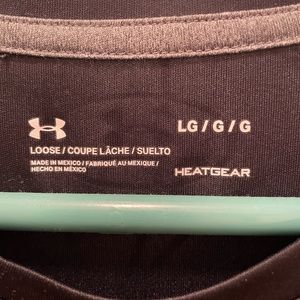 LG / G / G
LOOSE / COUPE LÂCHE / SUELTO
MADE IN MEXICO / FABRIQUÉ AU MEXIQUE /
HECHO EN MÉXICO
HEATGEAR